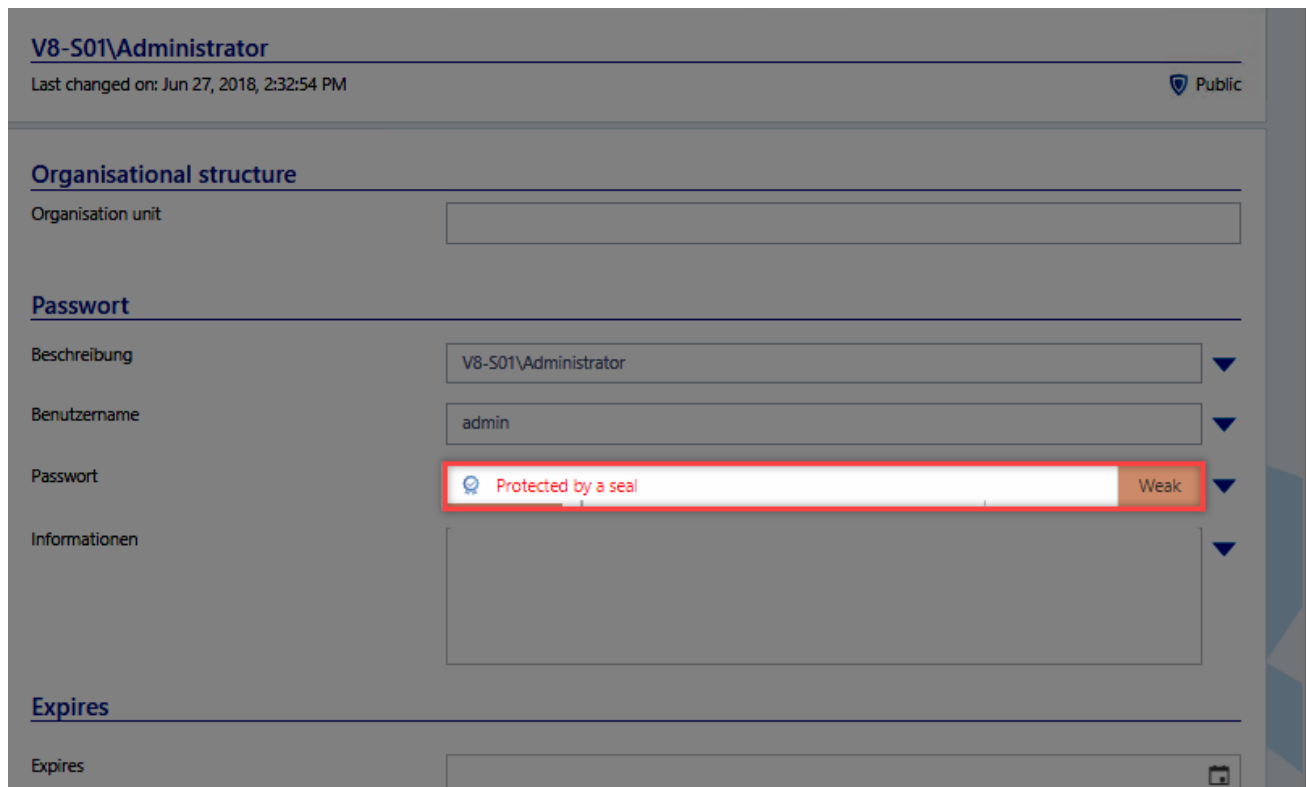 V8-S01\Administrator
Last changed on: Jun 27, 2018, 2:32:54 PM
Public
Organisational structure
Organisation unit
Passwort
Beschreibung
V8-S01\Administrator
Benutzername
admin
Passwort
Protected by a seal
Weak
Informationen
Expires
Expires